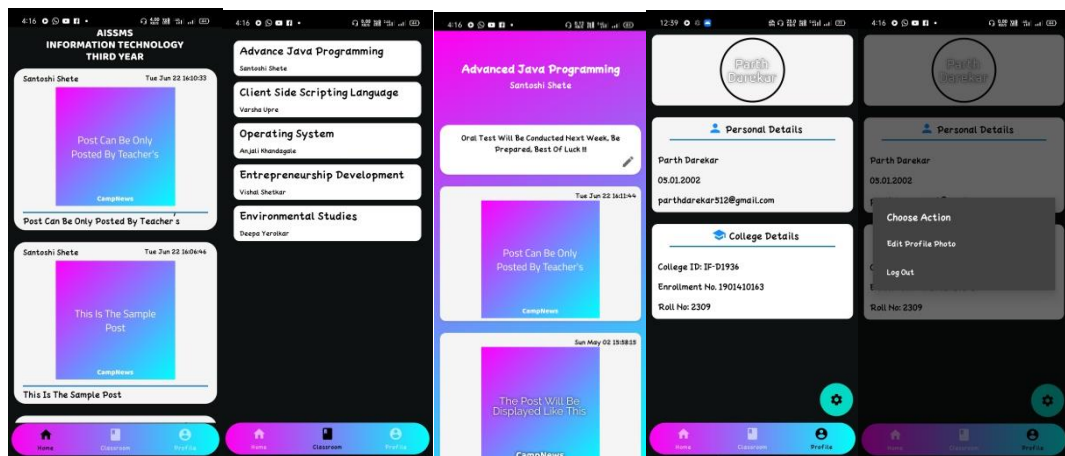 4:16
AISSMS
INFORMATION TECHNOLOGY
THIRD YEAR
Santoshi Shete Tue Jun 22 16:10:33
Post Can Be Only
Posted By Teacher's
CampNews
Post Can Be Only Posted By Teacher's
Santoshi Shete Tue Jun 22 16:06:46
This Is The Sample
Post
CampNews
This Is The Sample Post
Home Classroom Profile
4:16
Advance Java Programming
Santoshi Shete
Client Side Scripting Language
Varsha Upre
Operating System
Anjali Khandagale
Entrepreneurship Development
Vishal Shetkar
Environmental Studies
Deepa Yerolkar
Home Classroom Profile
4:16
Advanced Java Programming
Santoshi Shete
Oral Test Will Be Conducted Next Week, Be
Prepared, Best Of Luck !!
Tue Jun 22 16:11:44
Post Can Be Only
Posted By Teacher's
CampNews
Sun May 02 15:58:15
The Post Will Be
Displayed Like This
CampNews
12:39
Parth
Darekar
Personal Details
Parth Darekar
05.01.2002
parthdarekar512@gmail.com
College Details
College ID: IF-D1936
Enrollment No. 1901410163
Roll No: 2309
Home Classroom Profile
4:16
Parth
Darekar
Personal Details
Parth Darekar
05.01.2002
Choose Action
Edit Profile Photo
Log Out
Roll No: 2309
Home Classroom Profile